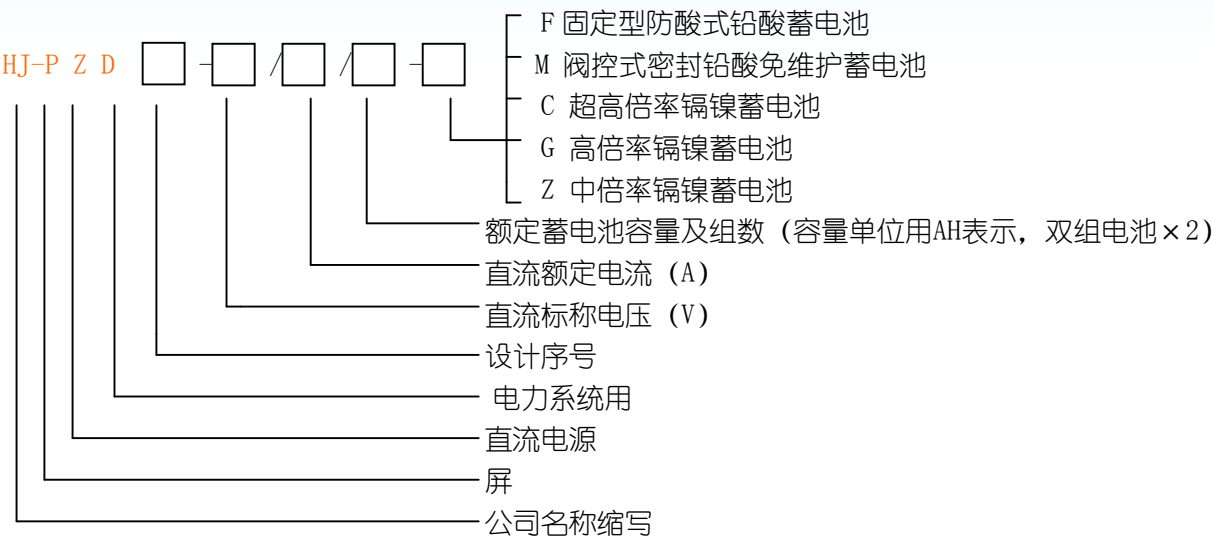 F 固定型防酸式铅酸蓄电池
HJ-P Z D □ -□ /□ /□ -□
M 阀控式密封铅酸免维护蓄电池
C 超高倍率镉镍蓄电池
G 高倍率镉镍蓄电池
Z 中倍率镉镍蓄电池
额定蓄电池容量及组数（容量单位用AH表示，双组电池×2）
直流额定电流（A）
直流标称电压（V）
设计序号
电力系统用
直流电源
屏
公司名称缩写